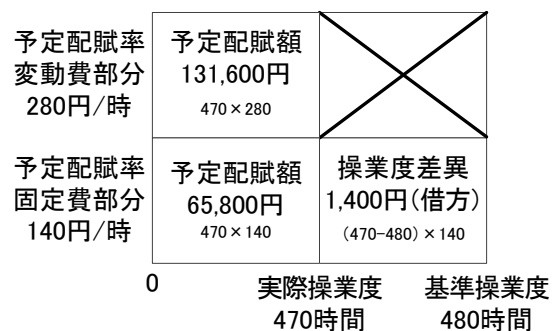 予定配賦率
変動費部分
280円/時
予定配賦額
131,600円
470×280
予定配賦率
固定費部分
140円/時
予定配賦額
65,800円
470×140
操業度差異
1,400円(借方)
(470-480)×140
0
実際操業度
470時間
基準操業度
480時間